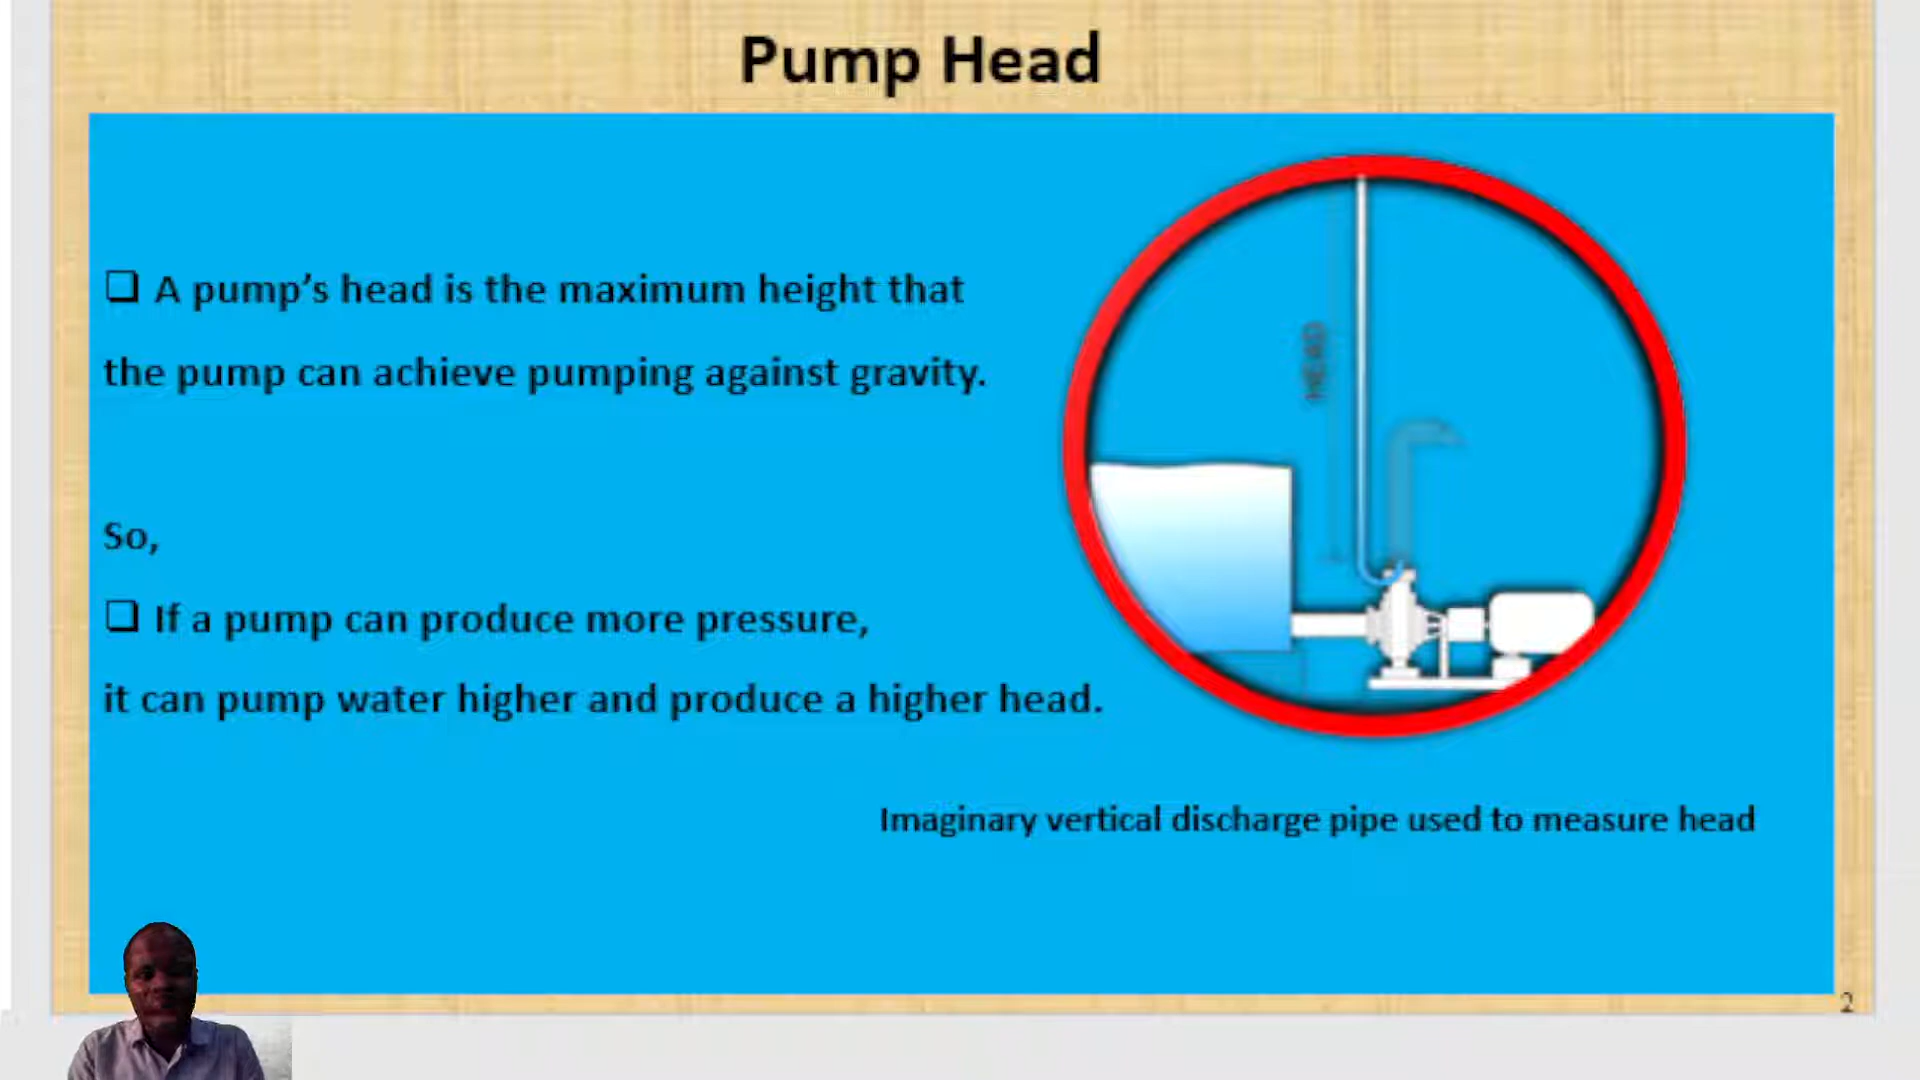 Pump Head
❑ A pump’s head is the maximum height that
the pump can achieve pumping against gravity.
So,
❑ If a pump can produce more pressure,
it can pump water higher and produce a higher head.
HEAD
Imaginary vertical discharge pipe used to measure head
2